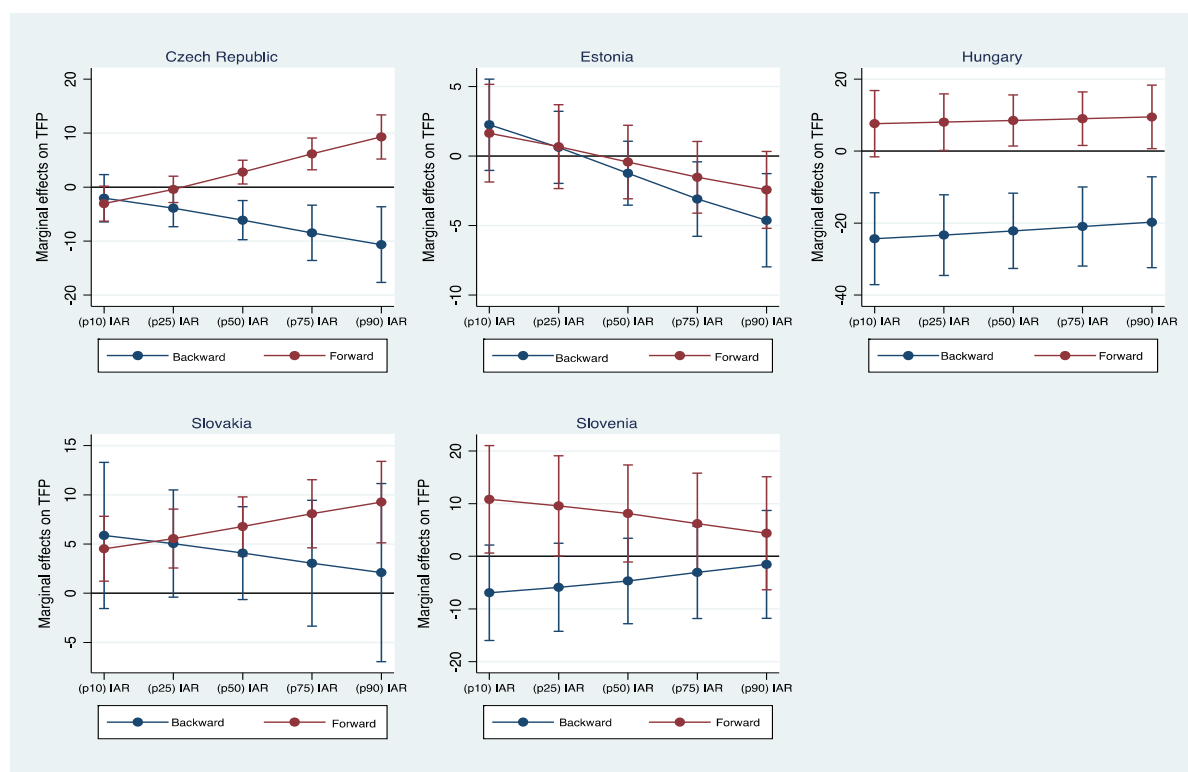 Czech Republic
Marginal effects on TFP
20
10
0
-10
-20
(p10) IAR (p25) IAR (p50) IAR (p75) IAR (p90) IAR
Backward Forward
Estonia
Marginal effects on TFP
5
0
-5
-10
(p10) IAR (p25) IAR (p50) IAR (p75) IAR (p90) IAR
Backward Forward
Hungary
Marginal effects on TFP
20
0
-20
-40
(p10) IAR (p25) IAR (p50) IAR (p75) IAR (p90) IAR
Backward Forward
Slovakia
Marginal effects on TFP
15
10
5
0
-5
(p10) IAR (p25) IAR (p50) IAR (p75) IAR (p90) IAR
Backward Forward
Slovenia
Marginal effects on TFP
20
10
0
-10
-20
(p10) IAR (p25) IAR (p50) IAR (p75) IAR (p90) IAR
Backward Forward